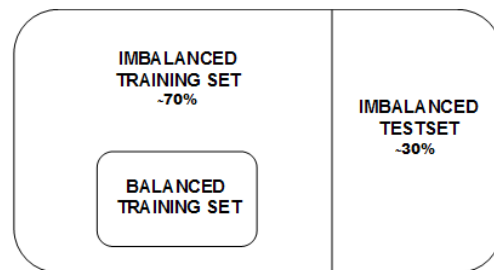 IMBALANCED
TRAINING SET
~70%
BALANCED
TRAINING SET
IMBALANCED
TESTSET
~30%